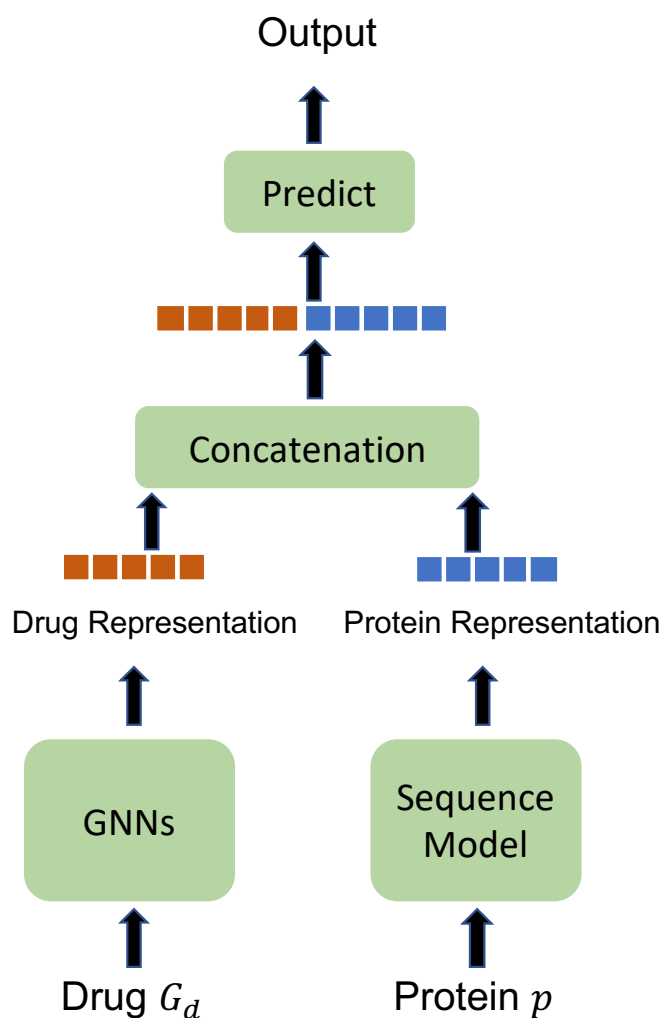 Output
Predict
Concatenation
Drug Representation
Protein Representation
GNNs
Sequence
Model
Drug $G_d$
Protein $p$